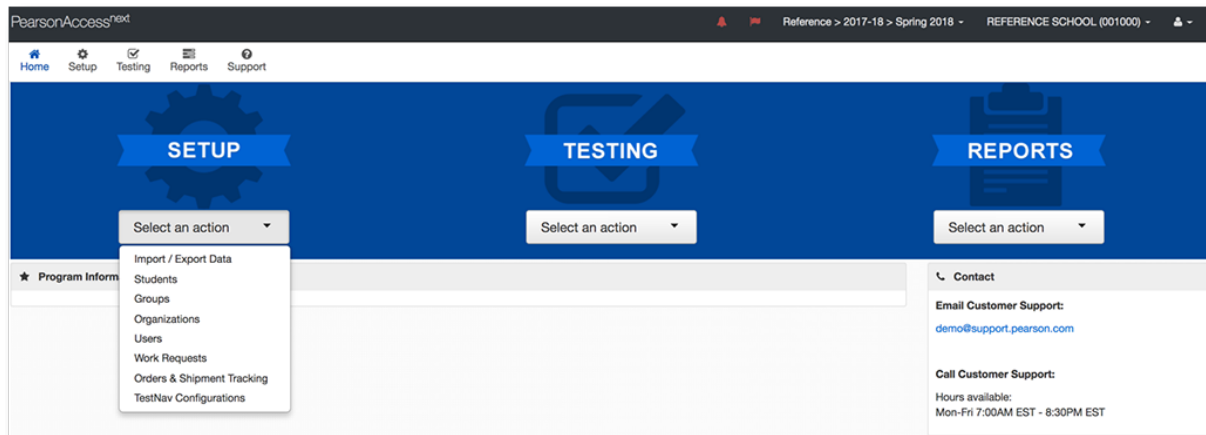 PearsonAccessnext
Reference > 2017-18 > Spring 2018
REFERENCE SCHOOL (001000)
Home
Setup
Testing
Reports
Support
SETUP
TESTING
REPORTS
Select an action
Select an action
Select an action
Import / Export Data
Students
Groups
Organizations
Users
Work Requests
Orders & Shipment Tracking
TestNav Configurations
Program
Contact
Email Customer Support:
demo@support.pearson.com
Call Customer Support:
Hours available:
Mon-Fri 7:00AM EST - 8:30PM EST